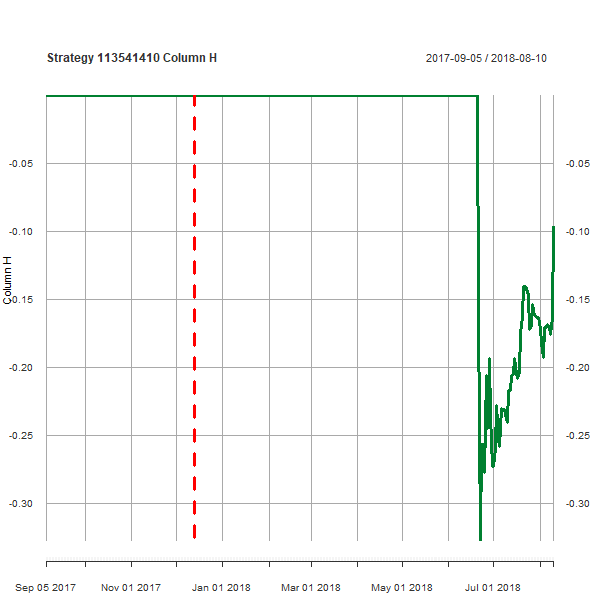 Strategy 113541410 Column H 2017-09-05 / 2018-08-10
-0.05 -0.05
-0.10 -0.10
Column H
-0.15 -0.15
-0.20 -0.20
-0.25 -0.25
-0.30 -0.30
Sep 05 2017 Nov 01 2017 Jan 01 2018 Mar 01 2018 May 01 2018 Jul 01 2018